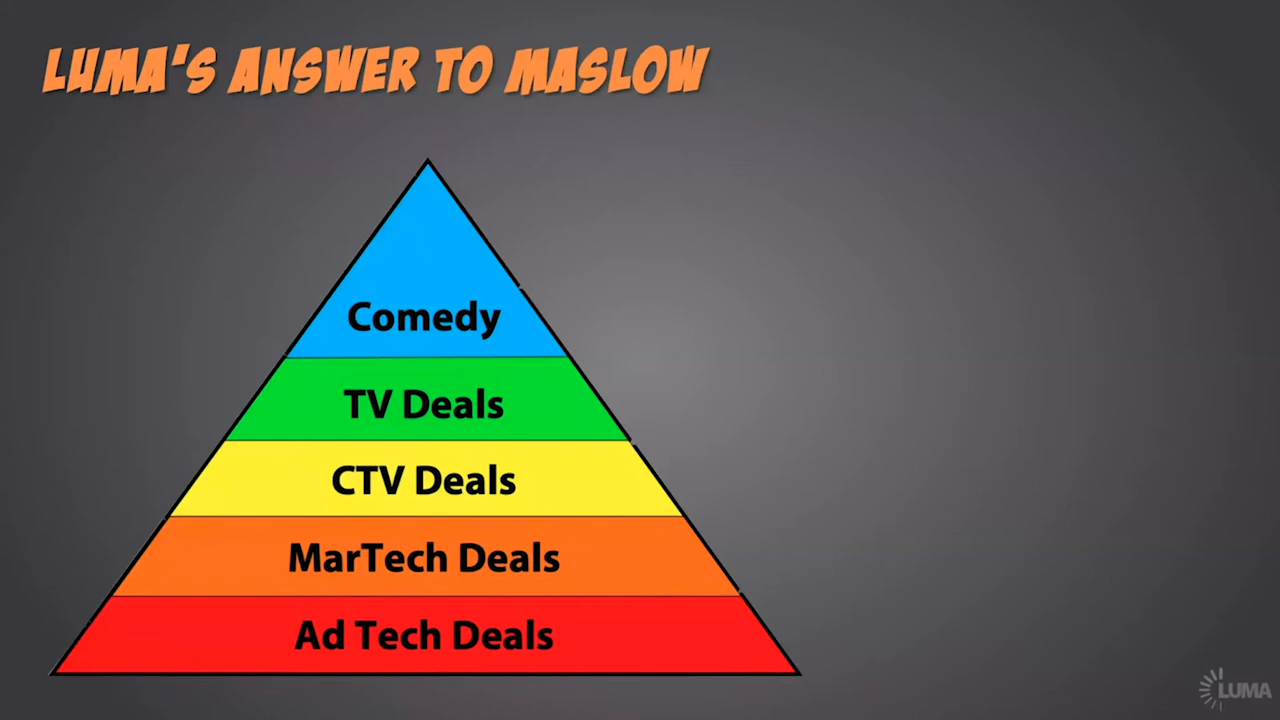 LUMA'S ANSWER TO MASLOW
Comedy
TV Deals
CTV Deals
MarTech Deals
Ad Tech Deals
LUMA